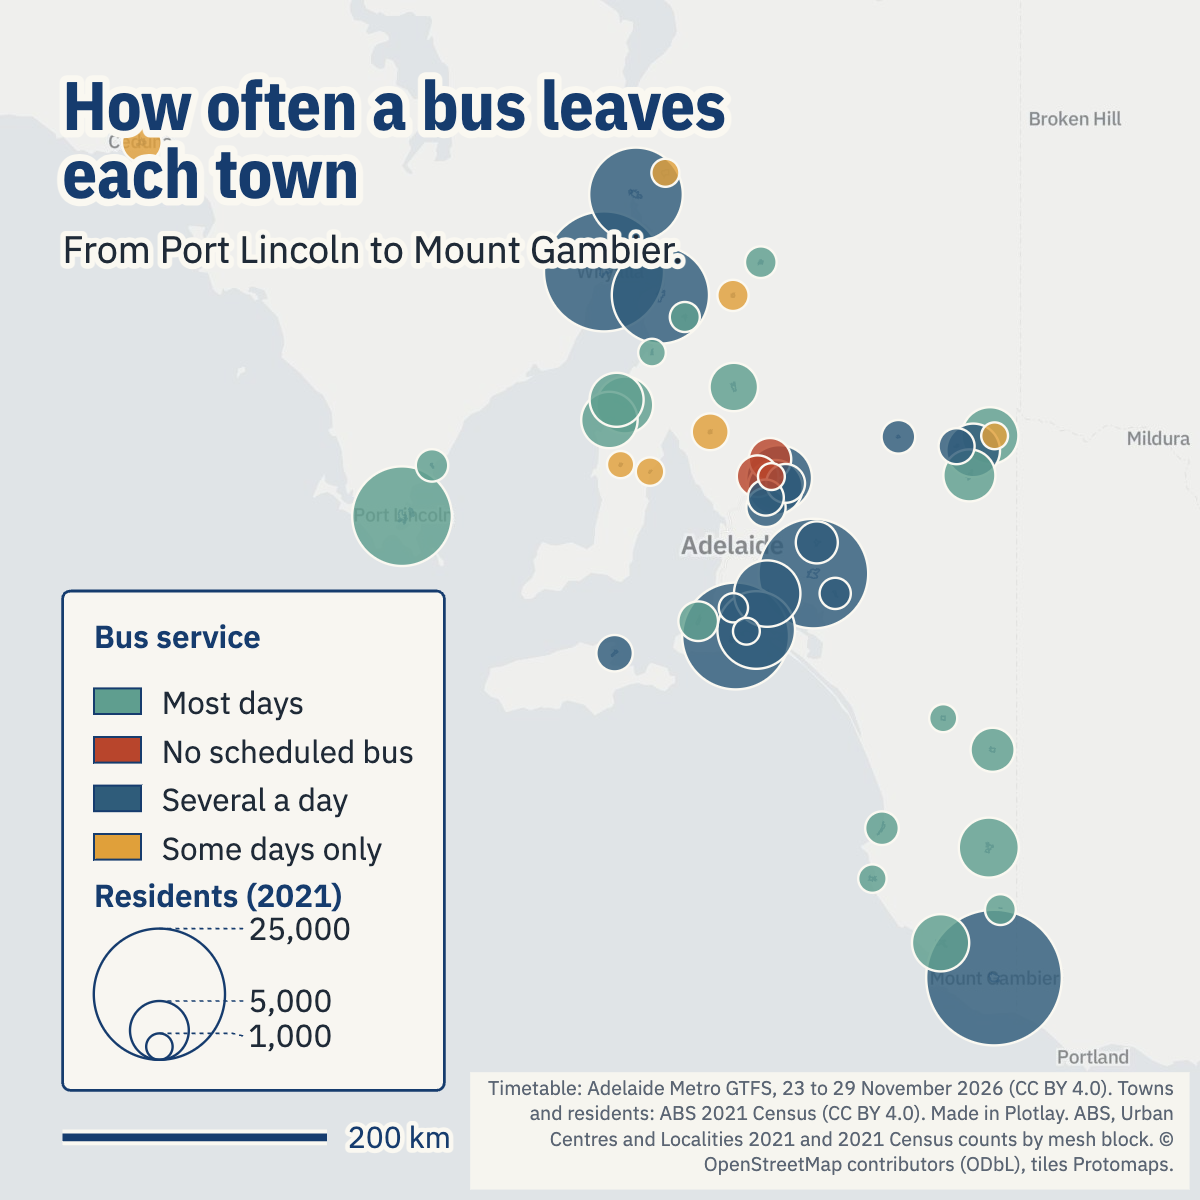 How often a bus leaves
each town
From Port Lincoln to Mount Gambier.
Broken Hill
Mildura
Port Lincoln
Adelaide
Bus service
Most days
No scheduled bus
Several a day
Some days only
Residents (2021)
25,000
5,000
1,000
Mount Gambier
Portland
200 km
Timetable: Adelaide Metro GTFS, 23 to 29 November 2026 (CC BY 4.0). Towns
and residents: ABS 2021 Census (CC BY 4.0). Made in Plotlay. ABS, Urban
Centres and Localities 2021 and 2021 Census counts by mesh block. ©
OpenStreetMap contributors (ODbL), tiles Protomaps.